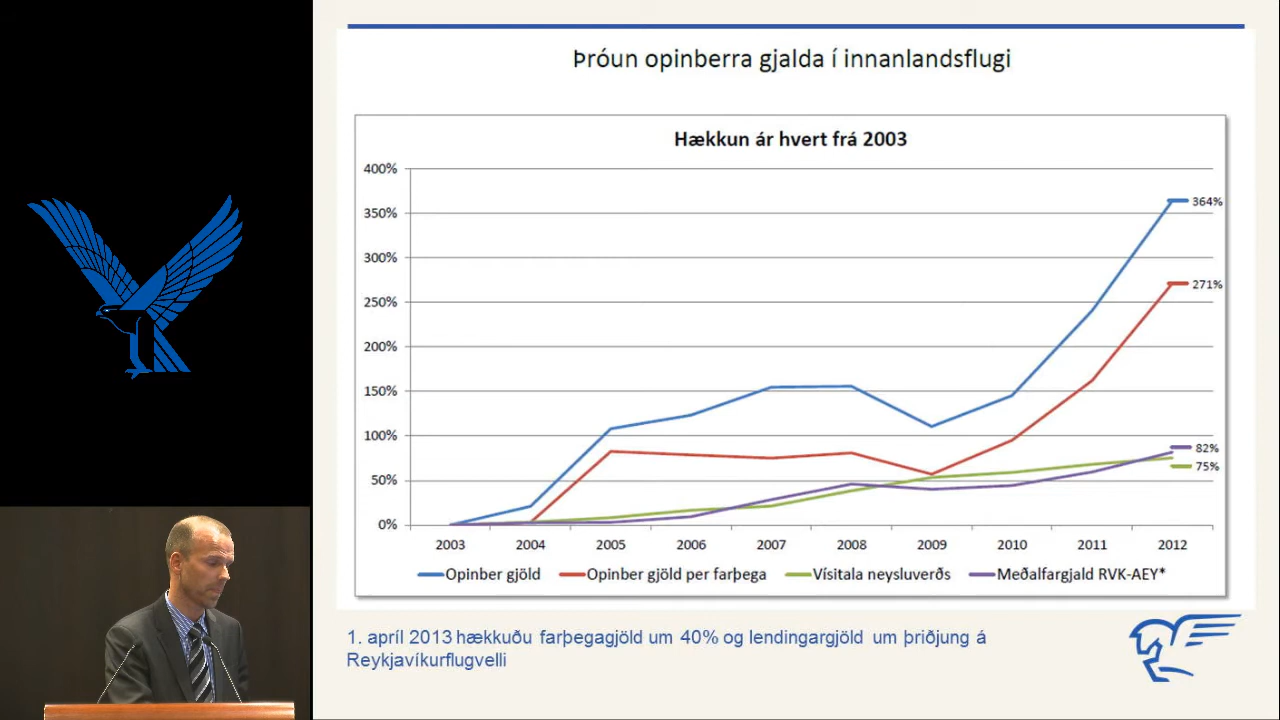 Þróun opinberra gjalda í innanlandsflugi
Hækkun ár hvert frá 2003
400%
350%
300%
250%
200%
150%
100%
50%
0%
364%
271%
82%
75%
2003 2004 2005 2006 2007 2008 2009 2010 2011 2012
Opinber gjöld Opinber gjöld per farþega Vísitala neysluverðs Meðalfargjald RVK-AEY*
1. apríl 2013 hækkuðu farþegagjöld um 40% og lendingargjöld um þriðjung á
Reykjavíkurflugvelli